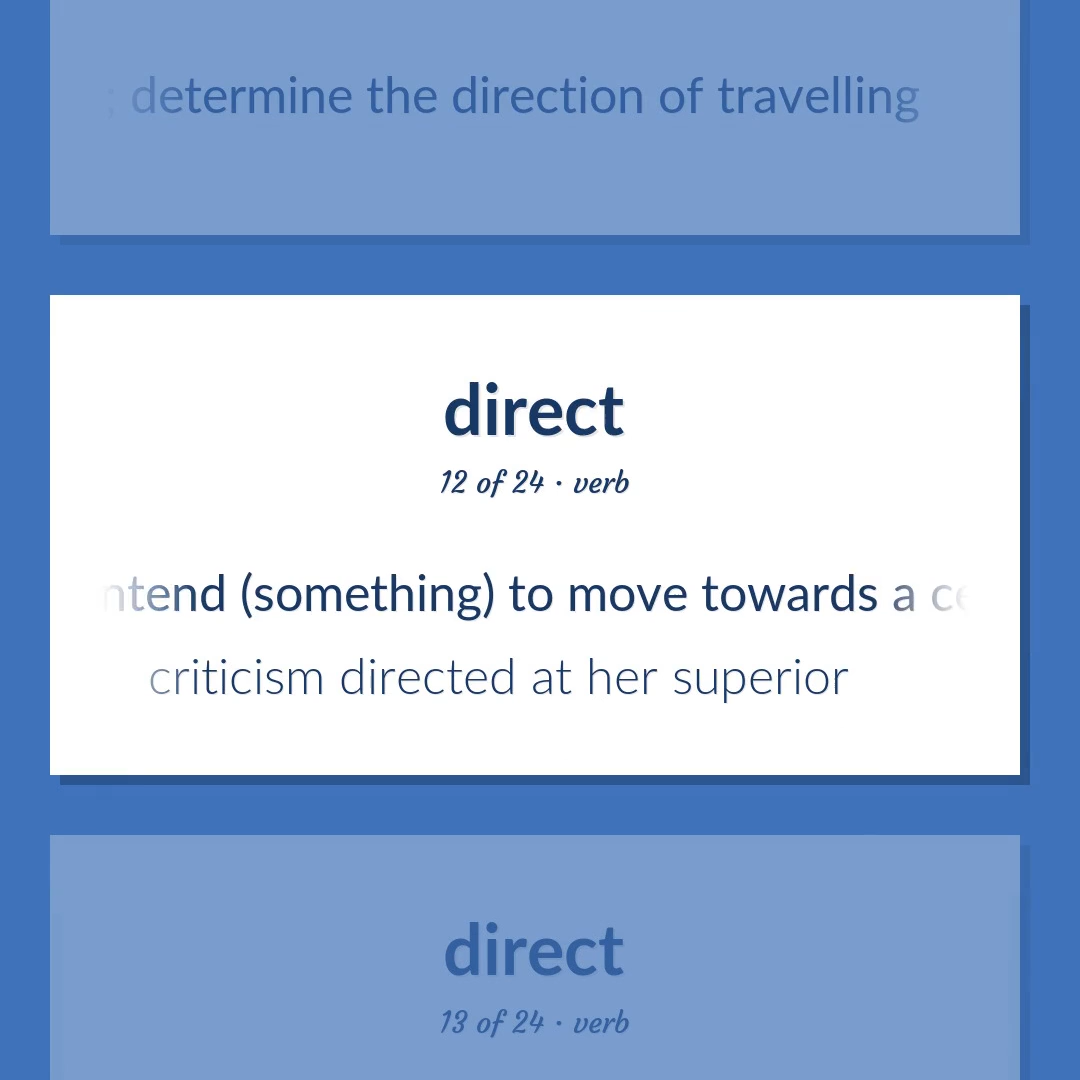 ; determine the direction of travelling
direct
12 of 24 · verb
ntend (something) to move towards a ce
criticism directed at her superior
direct
13 of 24 · verb